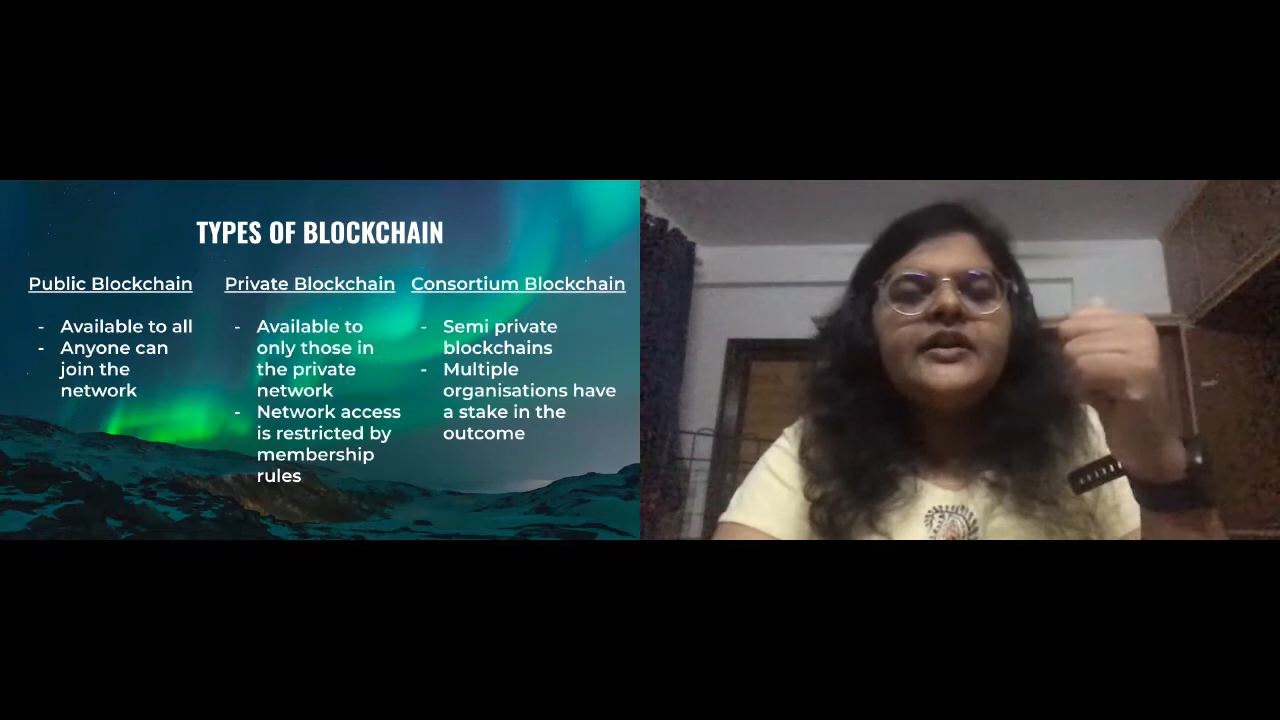 TYPES OF BLOCKCHAIN
Public Blockchain
- Available to all
- Anyone can
join the
network
Private Blockchain
- Available to
only those in
the private
network
- Network access
is restricted by
membership
rules
Consortium Blockchain
- Semi private
blockchains
- Multiple
organisations have
a stake in the
outcome